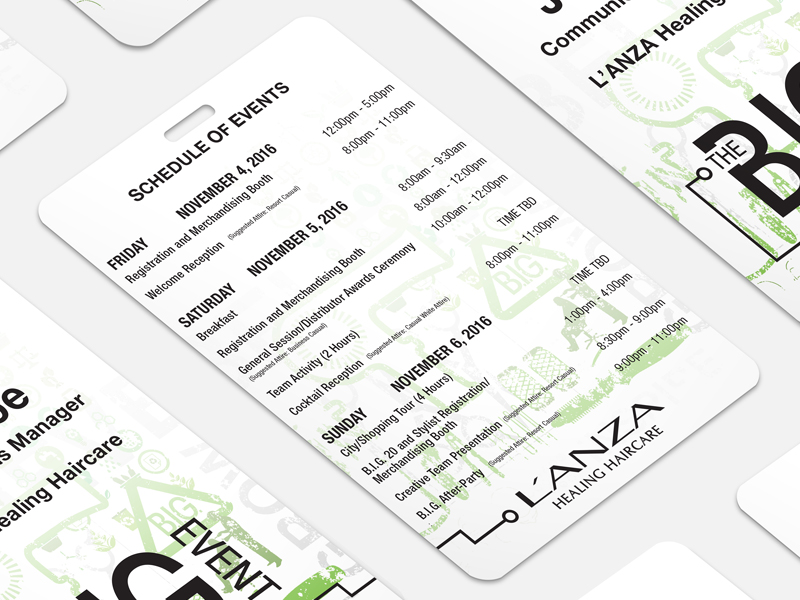 SCHEDULE OF EVENTS
FRIDAY NOVEMBER 4, 2016
Registration and Merchandising Booth 12:00pm - 5:00pm
Welcome Reception (Suggested Attire: Resort Casual) 8:00pm - 11:00pm
SATURDAY NOVEMBER 5, 2016
Breakfast 8:00am - 9:30am
Registration and Merchandising Booth 8:00am - 12:00pm
General Session/Distributor Awards Ceremony 10:00am - 12:00pm
(Suggested Attire: Business Casual)
Team Activity (2 Hours) TIME TBD
Cocktail Reception (Suggested Attire: Casual White Attire) 8:00pm - 11:00pm
SUNDAY NOVEMBER 6, 2016
City/Shopping Tour (4 Hours) TIME TBD
B.I.G. 20 and Stylist Registration/ 1:00pm - 4:00pm
Merchandising Booth
Creative Team Presentation (Suggested Attire: Resort Casual) 8:30pm - 9:00pm
B.I.G. After-Party (Suggested Attire: Resort Casual) 9:00pm - 11:00pm
L'ANZA
HEALING HAIRCARE
BIG
L'ANZA Healing
THE
Manager
Healing Haircare
BIG
EVENT